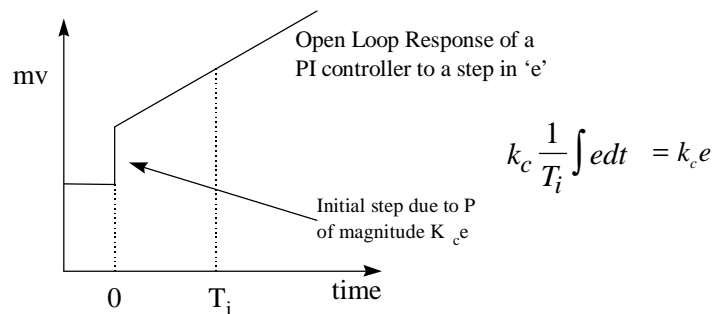 Open Loop Response of a
PI controller to a step in ‘e’
mv
k_c 1/T_i ∫ edt = k_c e
Initial step due to P
of magnitude K_c e
0 T_i time